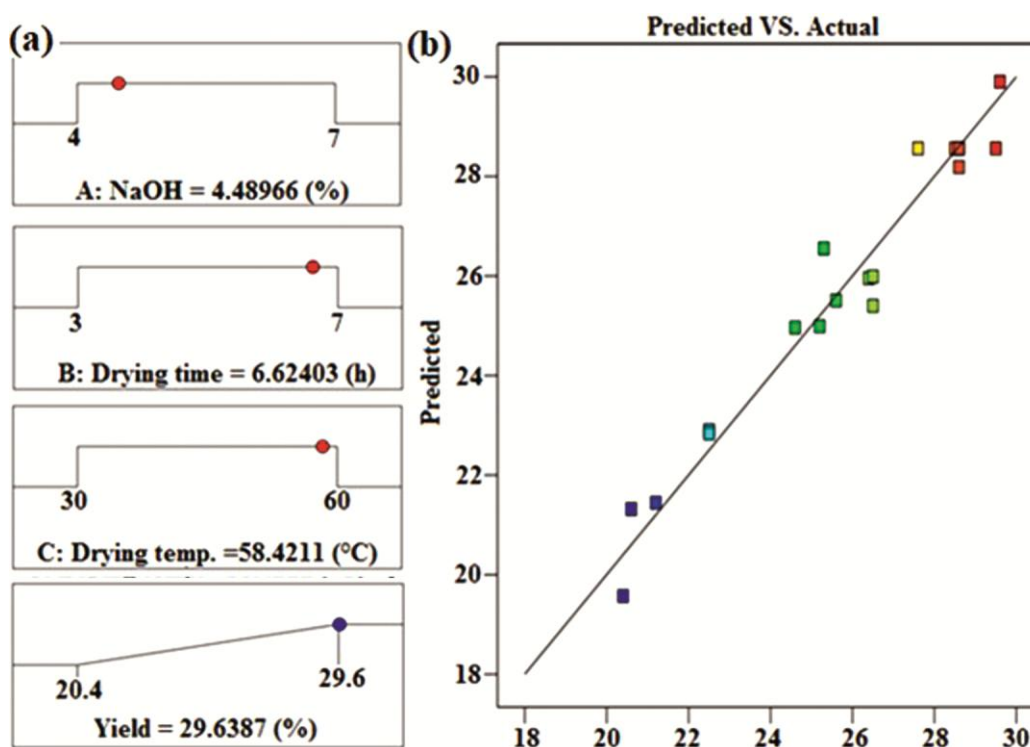 (a)
4
7
A: NaOH = 4.48966 (%)
3
7
B: Drying time = 6.62403 (h)
30
60
C: Drying temp. =58.4211 (°C)
20.4
29.6
Yield = 29.6387 (%)
(b)
Predicted VS. Actual
Predicted
30
28
26
24
22
20
18
18 20 22 24 26 28 30